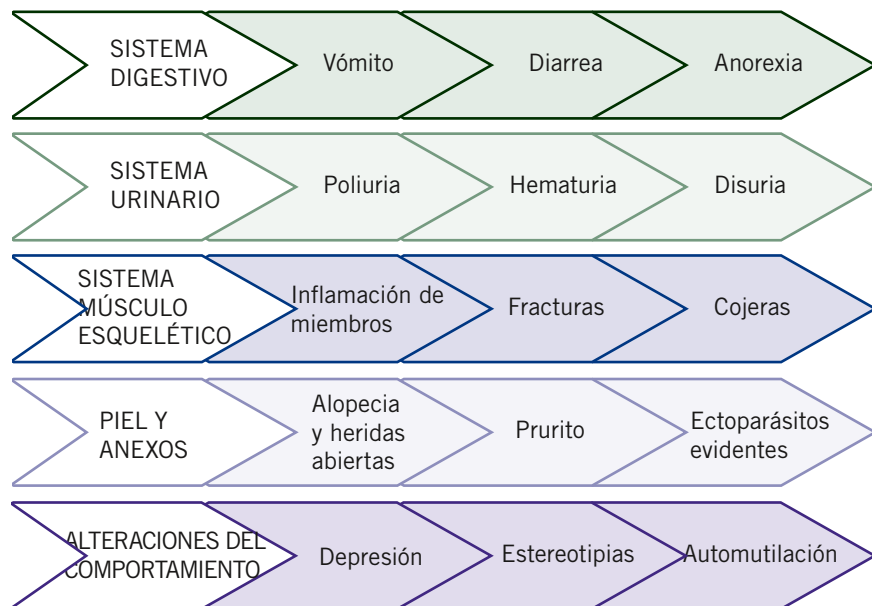 SISTEMA
DIGESTIVO
Vómito
Diarrea
Anorexia
SISTEMA
URINARIO
Poliuria
Hematuria
Disuria
SISTEMA
MÚSCULO
ESQUELÉTICO
Inflamación de
miembros
Fracturas
Cojeras
PIEL Y
ANEXOS
Alopecia
y heridas
abiertas
Prurito
Ectoparásitos
evidentes
ALTERACIONES DEL
COMPORTAMIENTO
Depresión
Estereotipias
Automutilación